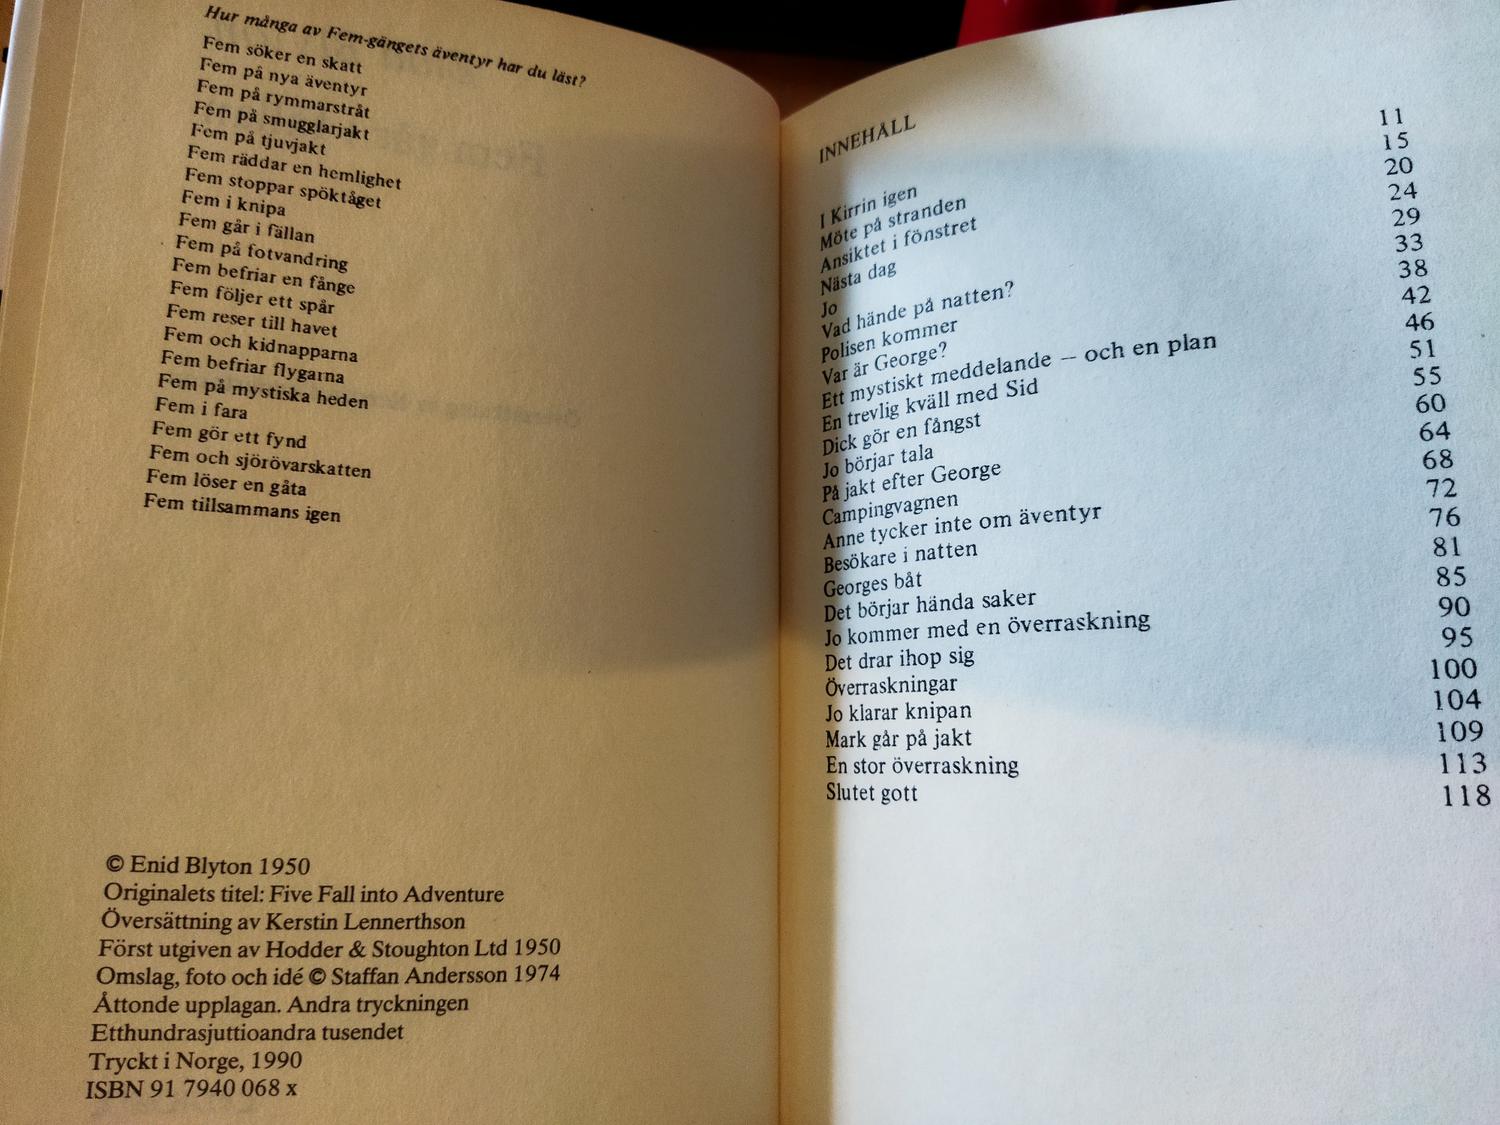 Hur många av Fem-gängets äventyr har du läst?
Fem söker en skatt
Fem på nya äventyr
Fem på rymmarstråt
Fem på smugglarjakt
Fem på tjuvjakt
Fem räddar en hemlighet
Fem stoppar spöktåget
Fem i knipa
Fem går i fällan
Fem på fotvandring
Fem befriar en fånge
Fem följer ett spår
Fem reser till havet
Fem och kidnapparna
Fem befriar flygarna
Fem på mystiska heden
Fem i fara
Fem gör ett fynd
Fem och sjörövarskatten
Fem löser en gåta
Fem tillsammans igen
© Enid Blyton 1950
Originalets titel: Five Fall into Adventure
Översättning av Kerstin Lennerthson
Först utgiven av Hodder & Stoughton Ltd 1950
Omslag, foto och idé © Staffan Andersson 1974
Åttonde upplagan. Andra tryckningen
Etthundrasjuttioandra tusendet
Tryckt i Norge, 1990
ISBN 91 7940 068 x
INNEHÅLL
I Kirrin igen 11
Möte på stranden 15
Ansiktet i fönstret 20
Nästa dag 24
Jo 29
Vad hände på natten? 33
Polisen kommer 38
Var är George? 42
Ett mystiskt meddelande – och en plan 46
En trevlig kväll med Sid 51
Dick gör en fångst 55
Jo börjar tala 60
På jakt efter George 64
Campingvagnen 68
Anne tycker inte om äventyr 72
Besökare i natten 76
Georges båt 81
Det börjar hända saker 85
Jo kommer med en överraskning 90
Det drar ihop sig 95
Överraskningar 100
Jo klarar knipan 104
Mark går på jakt 109
En stor överraskning 113
Slutet gott 118